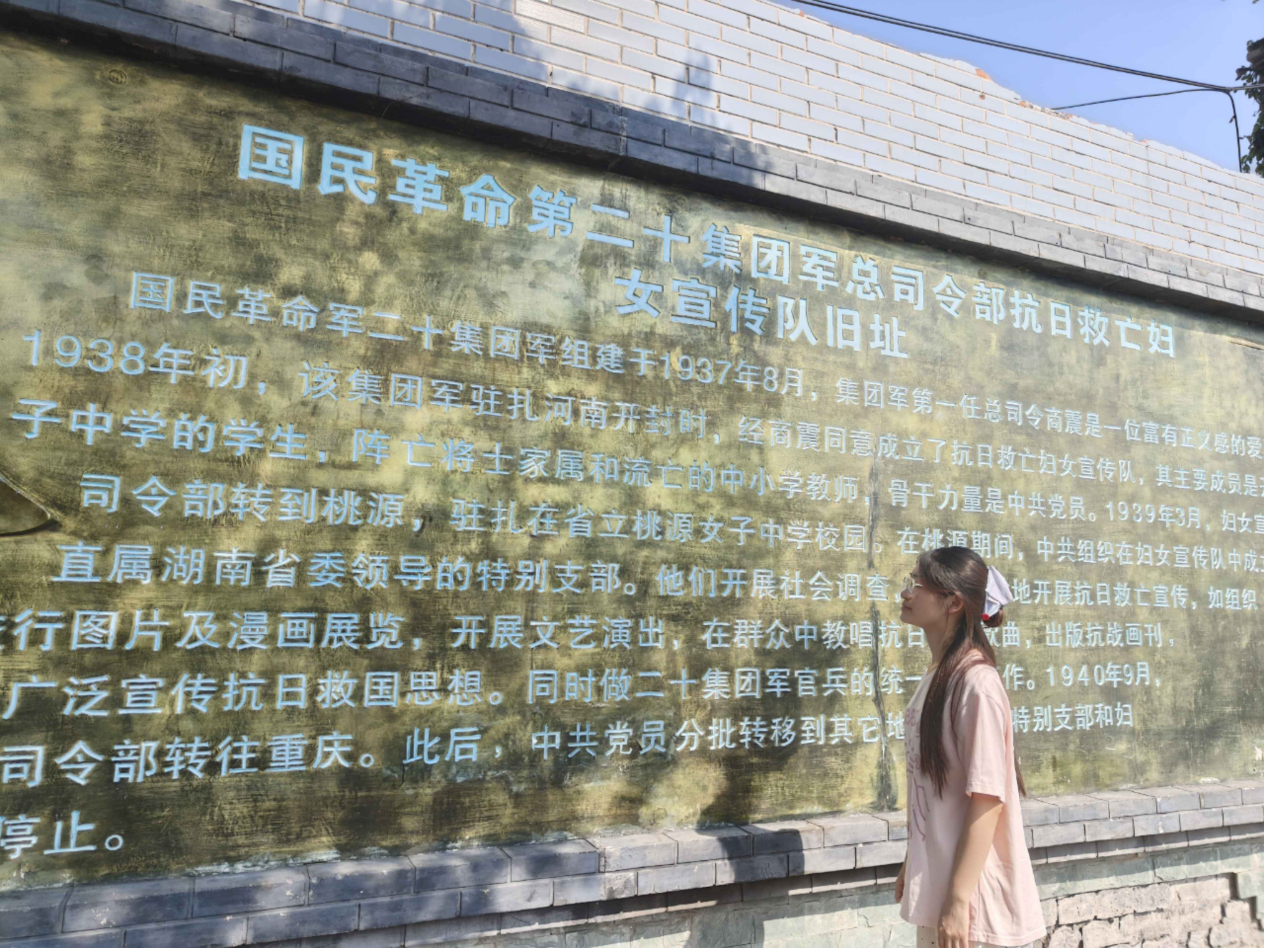 国民革命第二十集团军总司令部抗日救亡妇
女宣传队旧址
国民革命军二十集团军组建于1937年8月，集团军第一任总司令商震是一位富有正义感的爱
1938年初，该集团军驻扎河南开封时，经商震同意成立了抗日救亡妇女宣传队，其主要成员是
子中学的学生，阵亡将士家属和流亡的中小学教师，骨干力量是中共党员。1939年3月，妇女宣
司令部转到桃源，驻扎在省立桃源女子中学校园。在桃源期间，中共组织在妇女宣传队中成立
直属湖南省委领导的特别支部。他们开展社会调查，地开展抗日救亡宣传，如组织
行图片及漫画展览，开展文艺演出，在群众中教唱抗日歌曲，出版抗战画刊，
广泛宣传抗日救国思想。同时做二十集团军官兵的统一作。1940年9月，
司令部转往重庆。此后，中共党员分批转移到其它地特别支部和妇
停止。